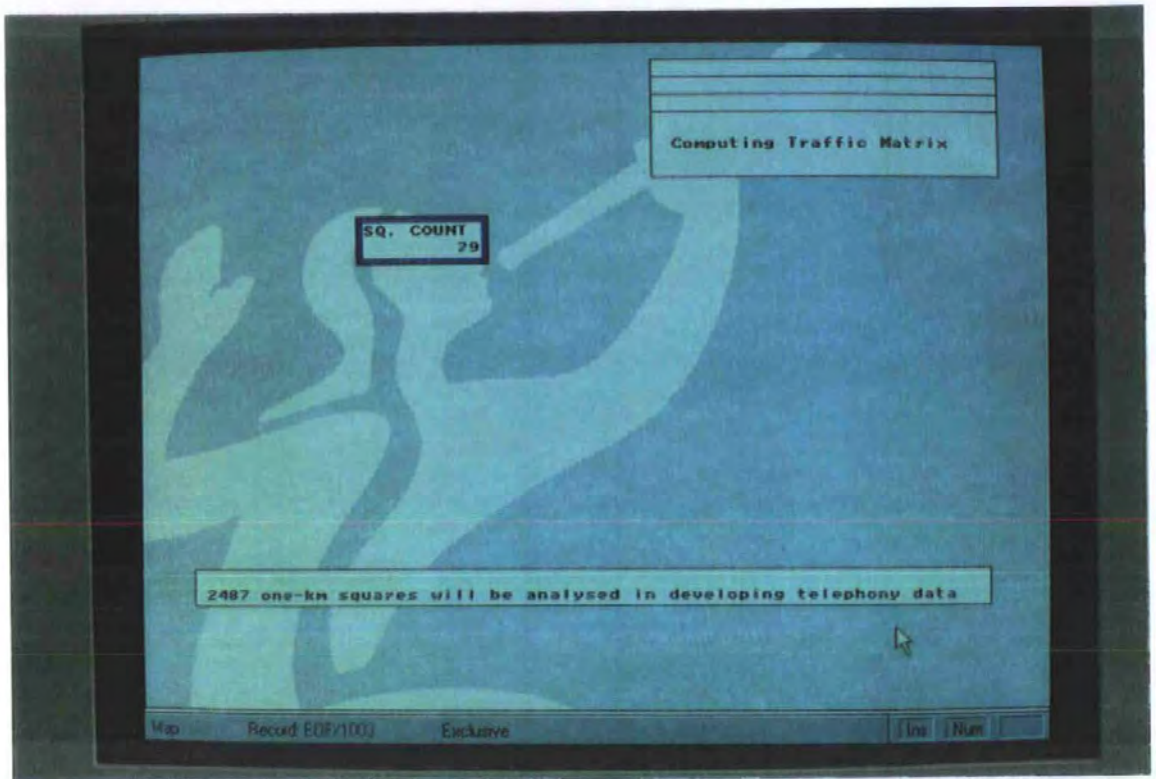 Computing Traffic Matrix
SQ. COUNT
29
2487 one-km squares will be analysed in developing telephony data
Map Record: EOF/1003 Exclusive Ins Num